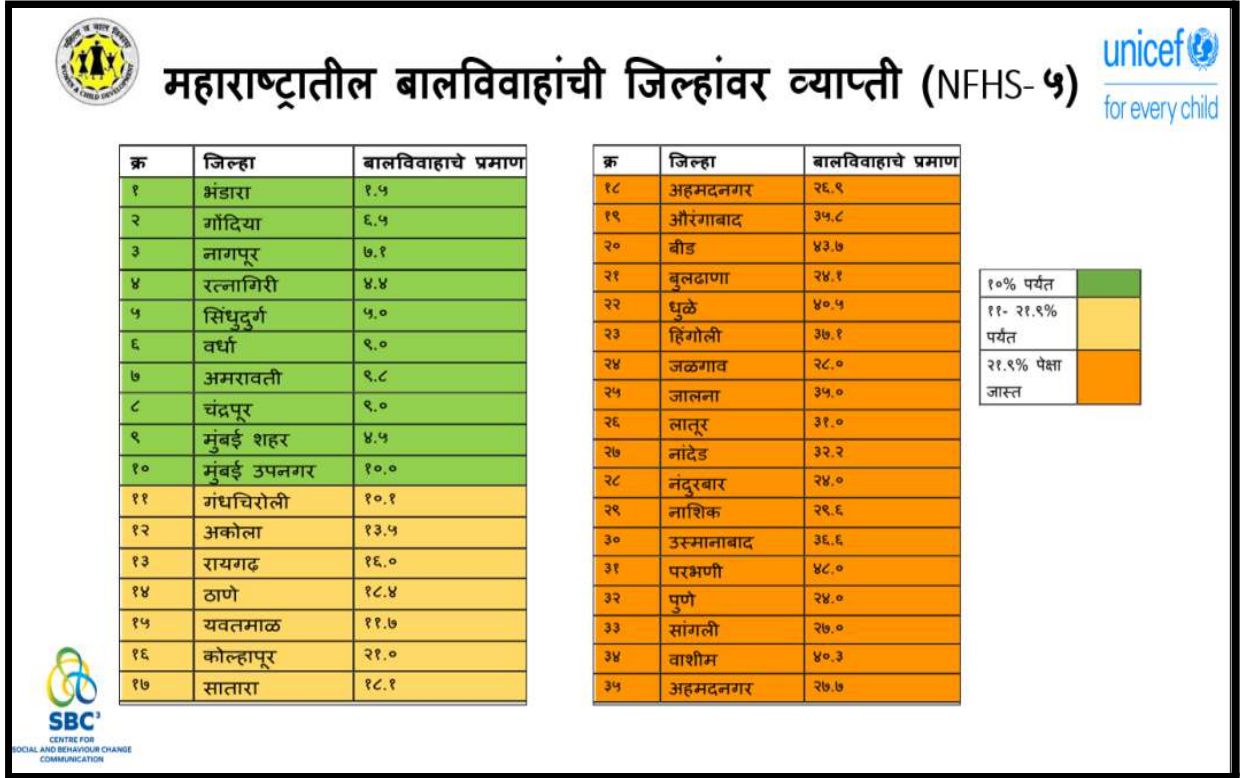 महाराष्ट्रातील बालविवाहांची जिल्हांवर व्याप्ती (NFHS- ५)
unicef
for every child
क्र जिल्हा बालविवाहाचे प्रमाण
१ भंडारा १.५
२ गोंदिया ६.५
३ नागपूर ७.१
४ रत्नागिरी ४.४
५ सिंधुदुर्ग ५.०
६ वर्धा ९.०
७ अमरावती ९.८
८ चंद्रपूर ९.०
९ मुंबई शहर ४.५
१० मुंबई उपनगर १०.०
११ गंधचिरोली १०.१
१२ अकोला १३.५
१३ रायगढ़ १६.०
१४ ठाणे १८.४
१५ यवतमाळ ११.७
१६ कोल्हापूर २१.०
१७ सातारा १८.१
क्र जिल्हा बालविवाहाचे प्रमाण
१८ अहमदनगर २६.९
१९ औरंगाबाद ३५.८
२० बीड ४३.७
२१ बुलढाणा २४.१
२२ धुळे ४०.५
२३ हिंगोली ३७.१
२४ जळगाव २८.०
२५ जालना ३५.०
२६ लातूर ३१.०
२७ नांदेड ३२.२
२८ नंदुरबार २४.०
२९ नाशिक २९.६
३० उस्मानाबाद ३६.६
३१ परभणी ४८.०
३२ पुणे २४.०
३३ सांगली २७.०
३४ वाशीम ४०.३
३५ अहमदनगर २७.७
१०% पर्यंत
११- २१.९%
पर्यंत
२१.९% पेक्षा
जास्त
SBC³
CENTRE FOR
SOCIAL AND BEHAVIOUR CHANGE
COMMUNICATION